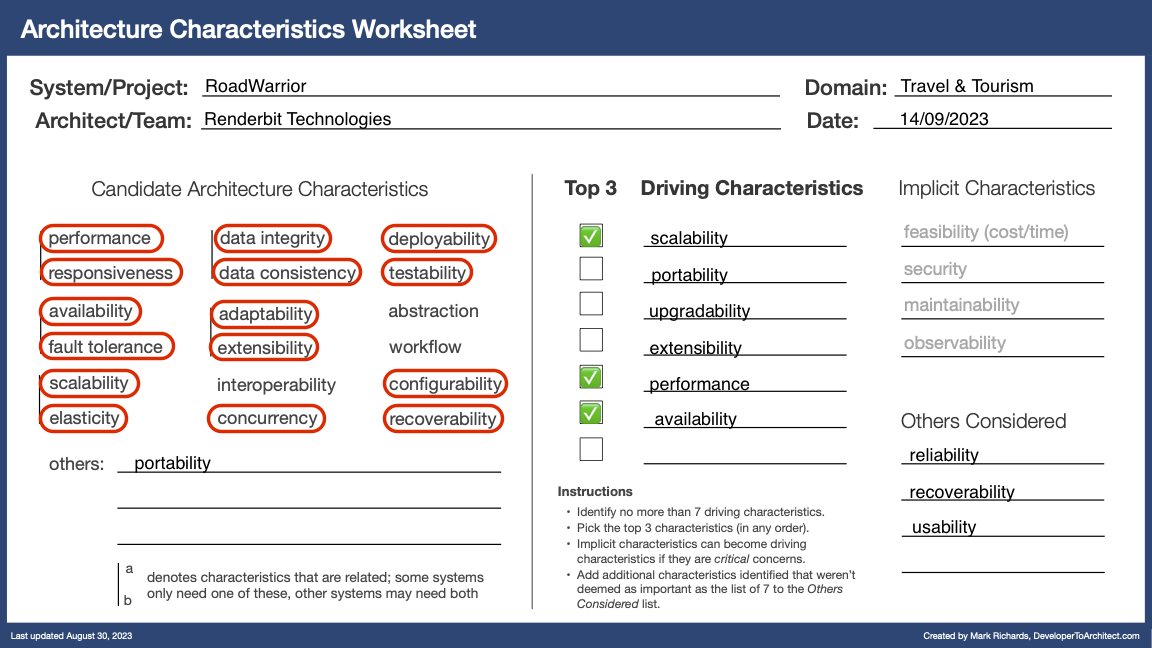 Architecture Characteristics Worksheet
System/Project: RoadWarrior
Domain: Travel & Tourism
Architect/Team: Renderbit Technologies
Date: 14/09/2023
Candidate Architecture Characteristics
performance data integrity deployability
responsiveness data consistency testability
availability adaptability abstraction
fault tolerance extensibility workflow
scalability interoperability configurability
elasticity concurrency recoverability
others: portability
a
b
denotes characteristics that are related; some systems
only need one of these, other systems may need both
Top 3 Driving Characteristics
✅ scalability
portability
upgradability
extensibility
✅ performance
✅ availability
Instructions
• Identify no more than 7 driving characteristics.
• Pick the top 3 characteristics (in any order).
• Implicit characteristics can become driving
characteristics if they are critical concerns.
• Add additional characteristics identified that weren't
deemed as important as the list of 7 to the Others
Considered list.
Implicit Characteristics
feasibility (cost/time)
security
maintainability
observability
Others Considered
reliability
recoverability
usability
Last updated August 30, 2023
Created by Mark Richards, DeveloperToArchitect.com